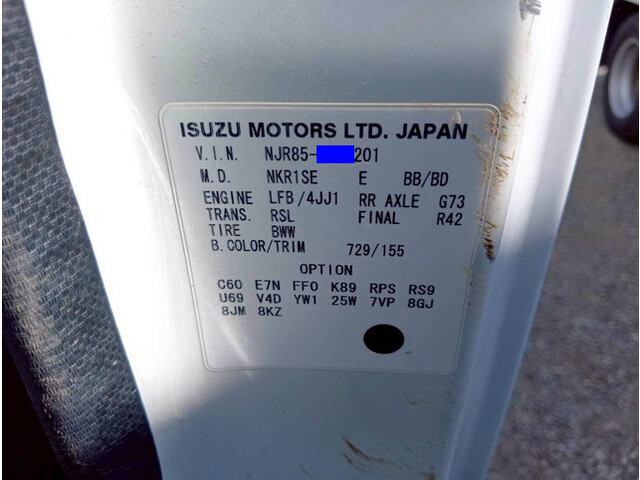 ISUZU MOTORS LTD. JAPAN
V.I.N. NJR85-201
M.D. NKR1SE E BB/BD
ENGINE LFB/4JJ1 RR AXLE G73
TRANS. RSL FINAL R42
TIRE BWW
B.COLOR/TRIM 729/155
OPTION
C60 E7N FF0 K89 RPS RS9
U69 V4D YW1 25W 7VP 8GJ
8JM 8KZ